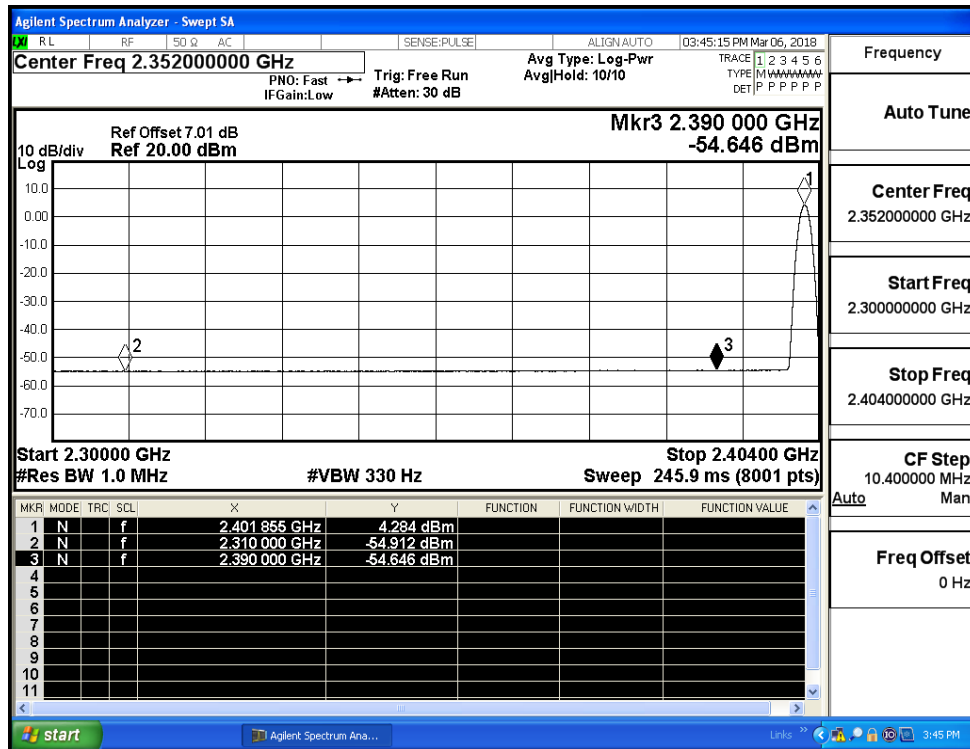 Agilent Spectrum Analyzer - Swept SA
LXI RL RF 50 Ω AC SENSE:PULSE ALIGN AUTO 03:45:15 PM Mar 06, 2018
Center Freq 2.352000000 GHz
PNO: Fast
IFGain:Low
Trig: Free Run
#Atten: 30 dB
Avg Type: Log-Pwr
Avg|Hold: 10/10
TRACE 1 2 3 4 5 6
TYPE M WWWWW
DET P P P P P P
Ref Offset 7.01 dB
10 dB/div Ref 20.00 dBm
Log
Mkr3 2.390 000 GHz
-54.646 dBm
10.0
0.00
-10.0
-20.0
-30.0
-40.0
-50.0
-60.0
-70.0
1
2
3
Start 2.30000 GHz Stop 2.40400 GHz
#Res BW 1.0 MHz #VBW 330 Hz Sweep 245.9 ms (8001 pts)
MKR MODE TRC SCL X Y FUNCTION FUNCTION WIDTH FUNCTION VALUE
1 N f 2.401 855 GHz 4.284 dBm
2 N f 2.310 000 GHz -54.912 dBm
3 N f 2.390 000 GHz -54.646 dBm
4
5
6
7
8
9
10
11
Frequency
Auto Tune
Center Freq
2.352000000 GHz
Start Freq
2.300000000 GHz
Stop Freq
2.404000000 GHz
CF Step
10.400000 MHz
Auto Man
Freq Offset
0 Hz
start Agilent Spectrum Ana... Links » 3:45 PM